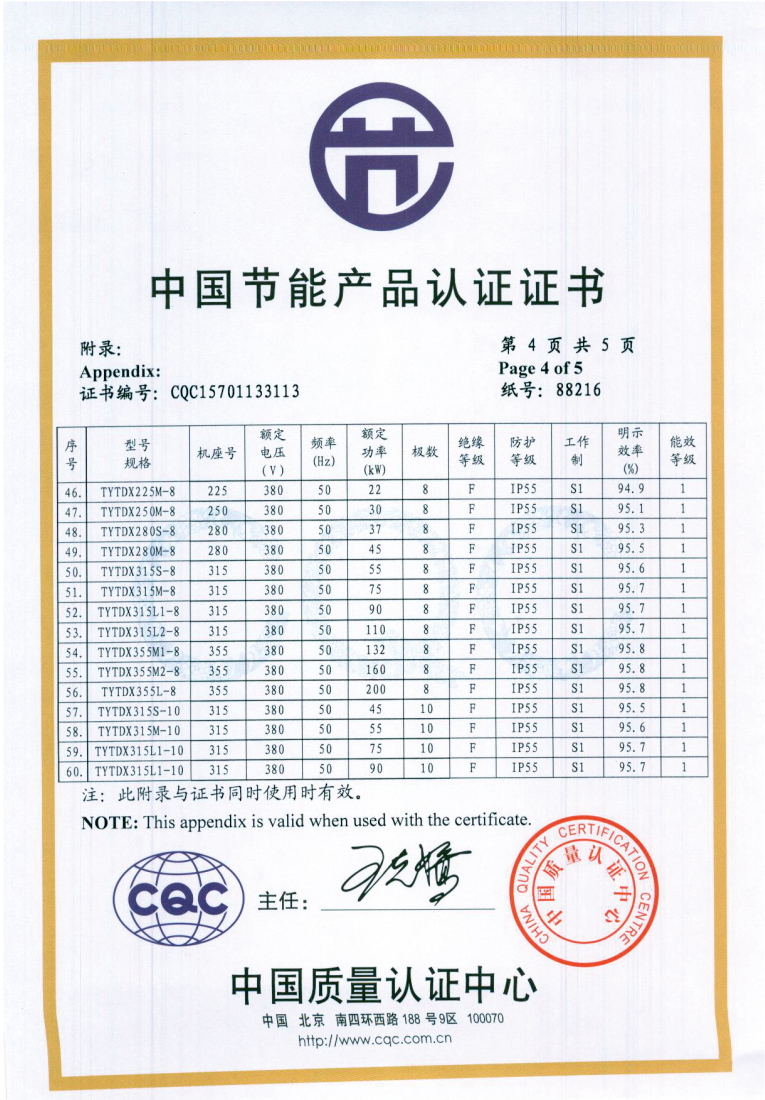 中国节能产品认证证书
附录:
Appendix:
证书编号: CQC15701133113
第 4 页 共 5 页
Page 4 of 5
纸号: 88216
序号 型号规格 机座号 额定电压(V) 频率(Hz) 额定功率(kW) 极数 绝缘等级 防护等级 工作制 明示效率(%) 能效等级
46. TYTDX225M-8 225 380 50 22 8 F IP55 S1 94.9 1
47. TYTDX250M-8 250 380 50 30 8 F IP55 S1 95.1 1
48. TYTDX280S-8 280 380 50 37 8 F IP55 S1 95.3 1
49. TYTDX280M-8 280 380 50 45 8 F IP55 S1 95.5 1
50. TYTDX315S-8 315 380 50 55 8 F IP55 S1 95.6 1
51. TYTDX315M-8 315 380 50 75 8 F IP55 S1 95.7 1
52. TYTDX315L1-8 315 380 50 90 8 F IP55 S1 95.7 1
53. TYTDX315L2-8 315 380 50 110 8 F IP55 S1 95.7 1
54. TYTDX355M1-8 355 380 50 132 8 F IP55 S1 95.8 1
55. TYTDX355M2-8 355 380 50 160 8 F IP55 S1 95.8 1
56. TYTDX355L-8 355 380 50 200 8 F IP55 S1 95.8 1
57. TYTDX315S-10 315 380 50 45 10 F IP55 S1 95.5 1
58. TYTDX315M-10 315 380 50 55 10 F IP55 S1 95.6 1
59. TYTDX315L1-10 315 380 50 75 10 F IP55 S1 95.7 1
60. TYTDX315L1-10 315 380 50 90 10 F IP55 S1 95.7 1
注: 此附录与证书同时使用时有效。
NOTE: This appendix is valid when used with the certificate.
CQC
主任:
CHINA QUALITY CERTIFICATION CENTRE
中国质量认证中心
中国质量认证中心
中国 北京 南四环西路 188 号9区 100070
http://www.cqc.com.cn